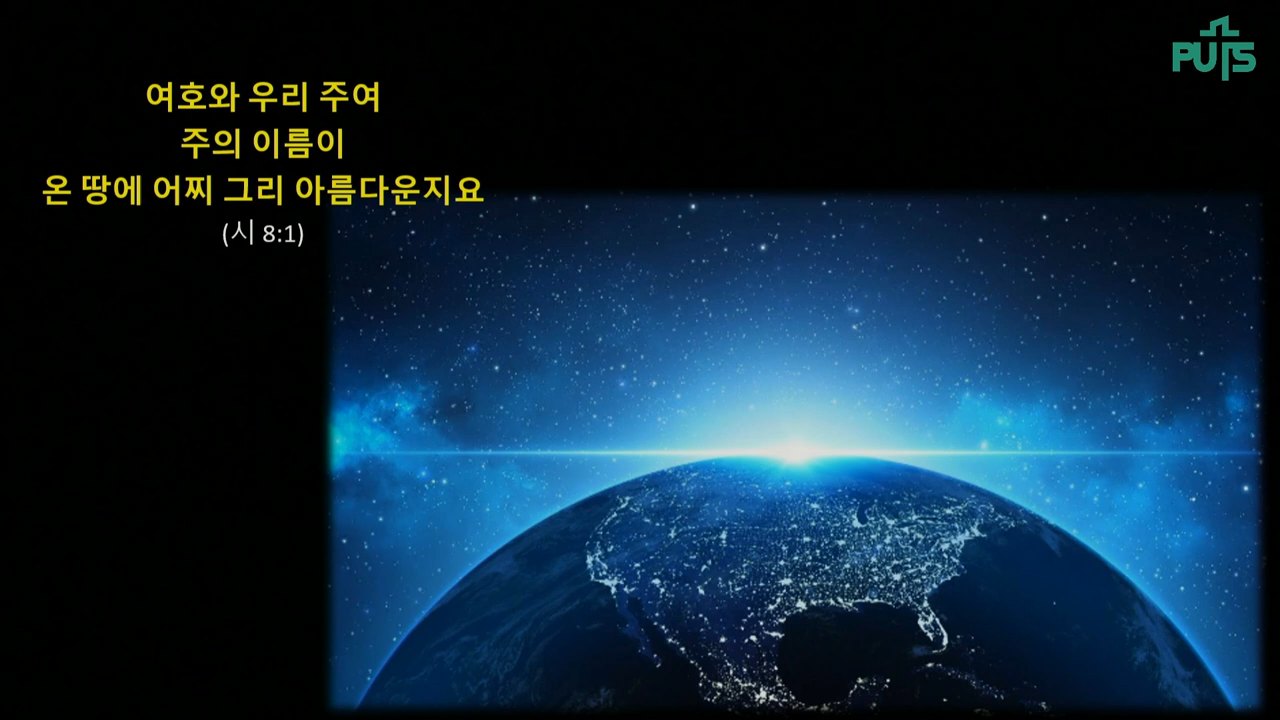 여호와 우리 주여
주의 이름이
온 땅에 어찌 그리 아름다운지요
(시 8:1)
PUTS